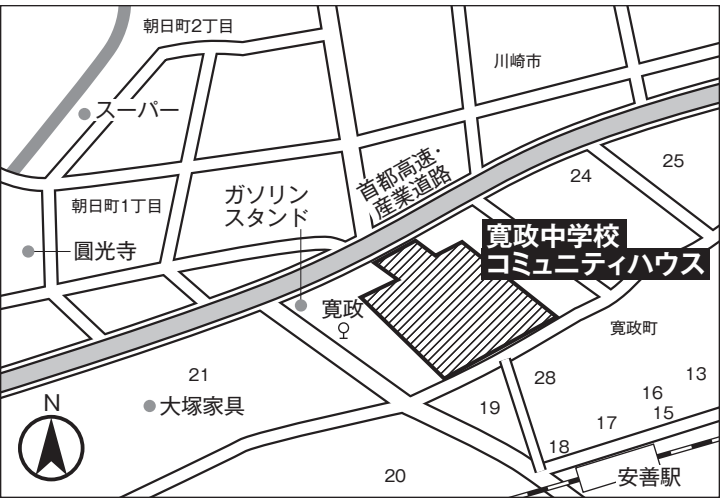 朝日町2丁目
川崎市
スーパー
首都高速・
産業道路
25
24
ガソリン
スタンド
朝日町1丁目
寛政中学校
コミュニティハウス
圓光寺
寛政
寛政町
21
28
13
16
大塚家具
19
15
17
N
18
20
安善駅